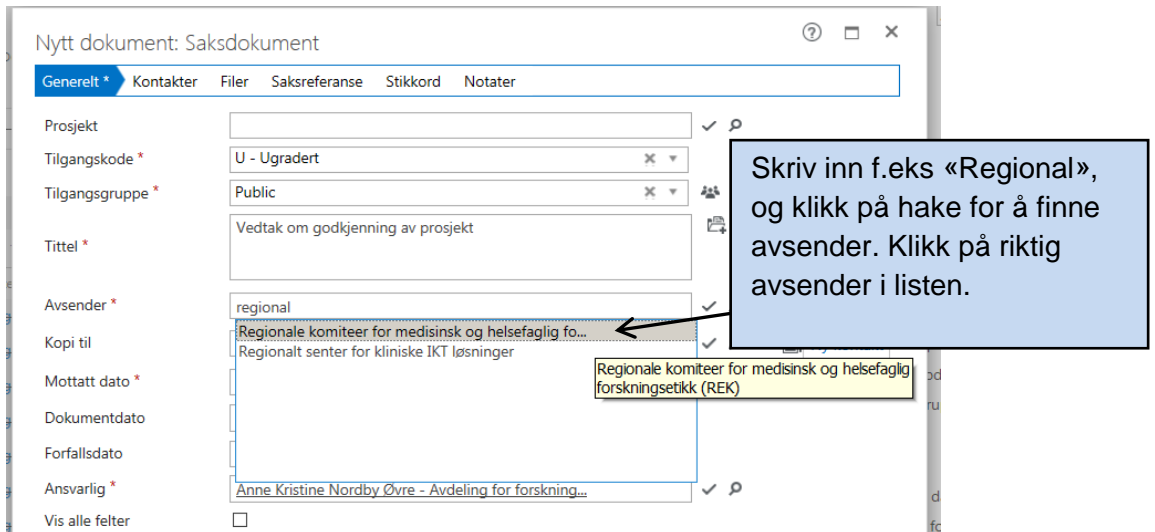 Nytt dokument: Saksdokument
Generelt * Kontakter Filer Saksreferanse Stikkord Notater
Prosjekt
Tilgangskode * U - Ugradert
Tilgangsgruppe * Public
Tittel * Vedtak om godkjenning av prosjekt
Skriv inn f.eks «Regional»,
og klikk på hake for å finne
avsender. Klikk på riktig
avsender i listen.
Avsender * regional
Regionale komiteer for medisinsk og helsefaglig fo...
Regionalt senter for kliniske IKT løsninger
Kopi til
Regionale komiteer for medisinsk og helsefaglig
forskningsetikk (REK)
Mottatt dato *
Dokumentdato
Forfallsdato
Ansvarlig * Anne Kristine Nordby Øvre - Avdeling for forskning...
Vis alle felter